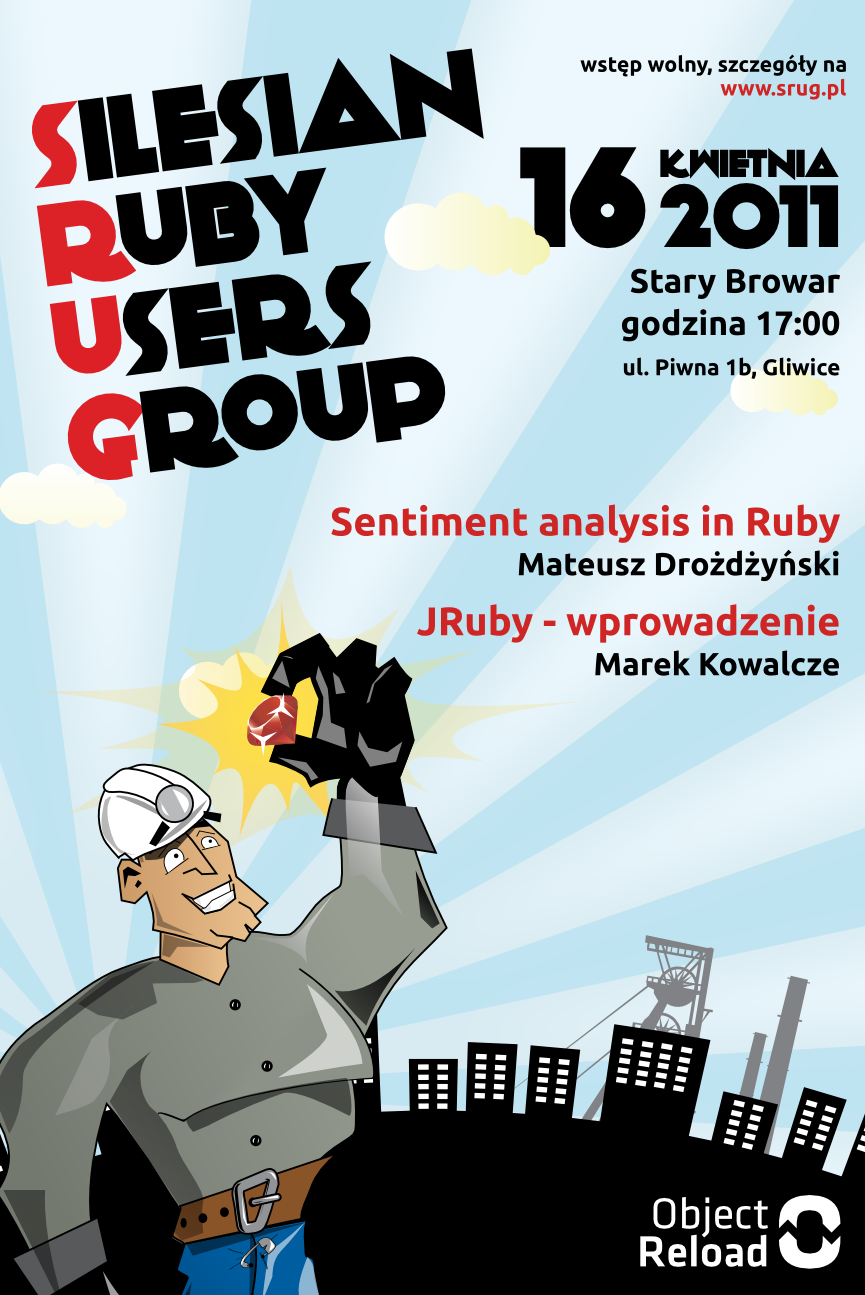 SILESIAN
RUBY
USERS
GROUP
wstęp wolny, szczegóły na
www.srug.pl
16 KWIETNIA
2011
Stary Browar
godzina 17:00
ul. Piwna 1b, Gliwice
Sentiment analysis in Ruby
Mateusz Drożdżyński
JRuby - wprowadzenie
Marek Kowalcze
Object
Reload